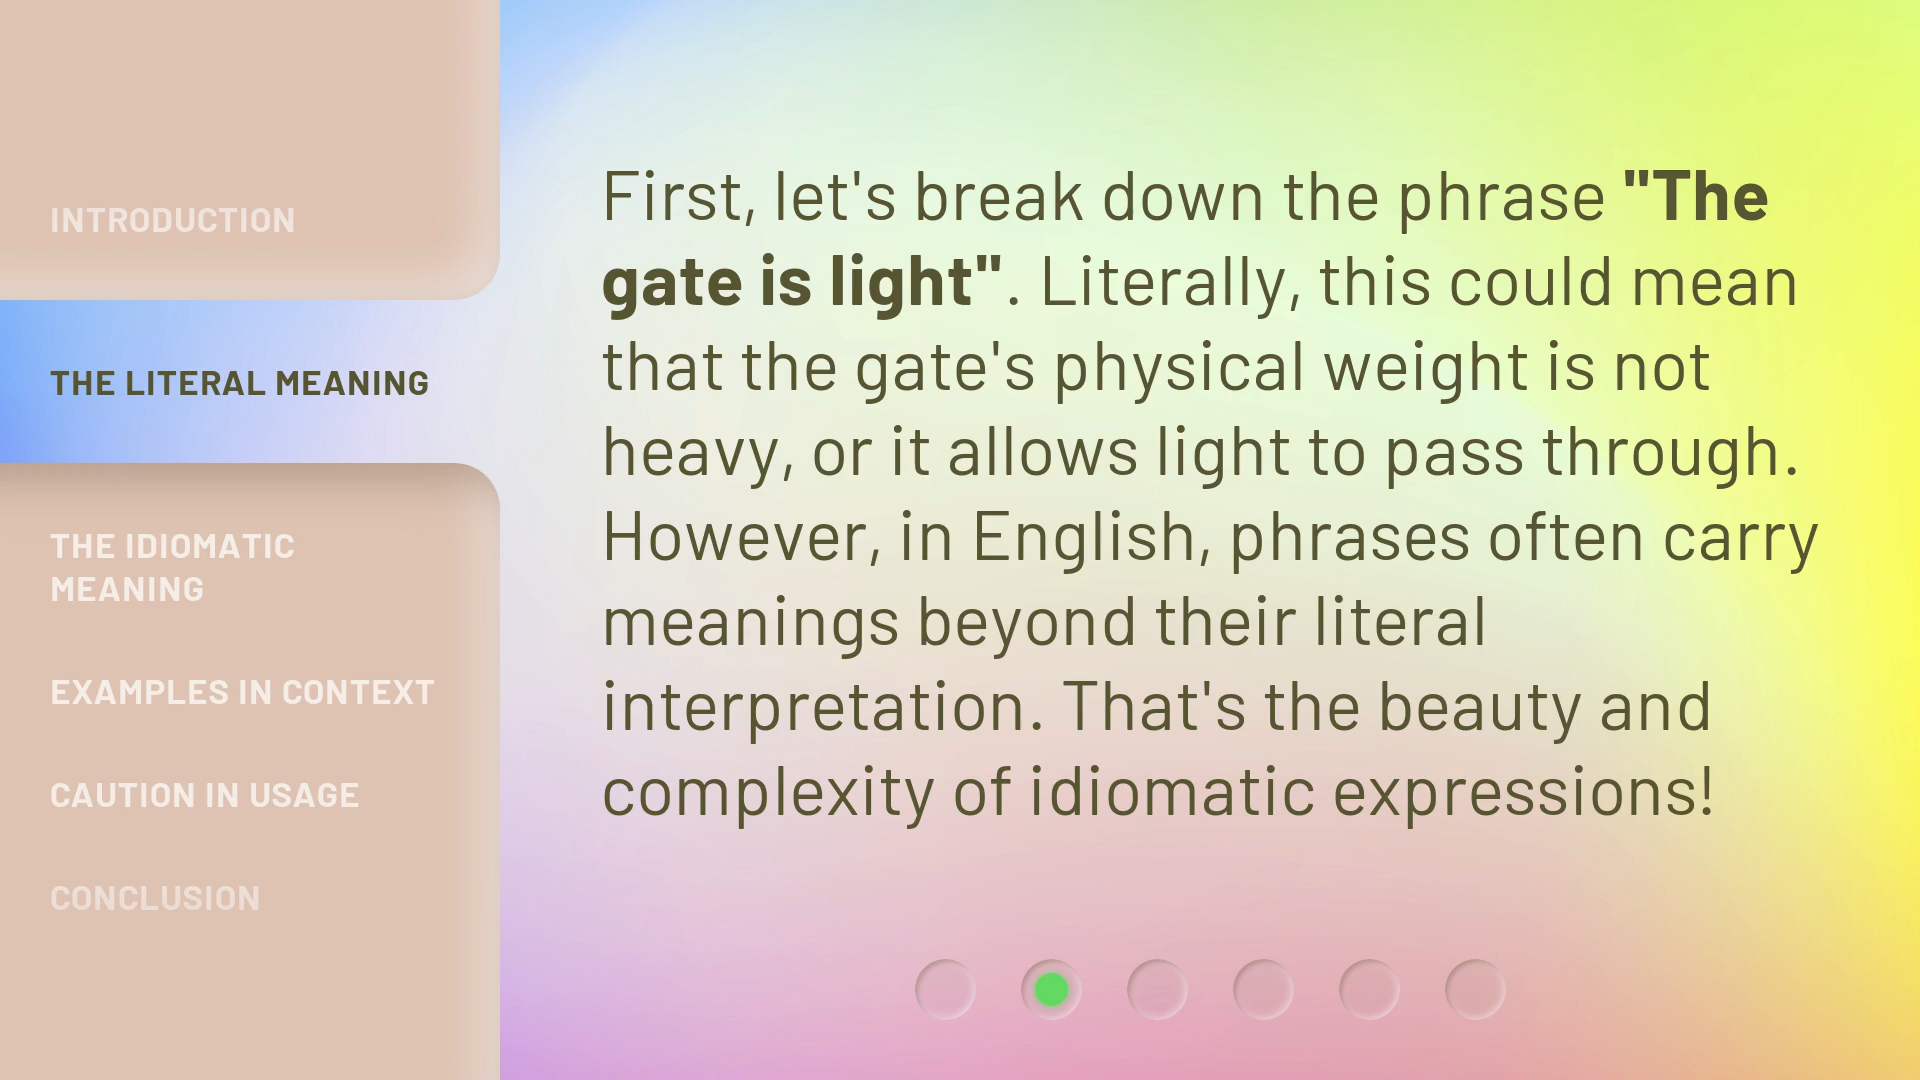 INTRODUCTION
THE LITERAL MEANING
THE IDIOMATIC
MEANING
EXAMPLES IN CONTEXT
CAUTION IN USAGE
CONCLUSION
First, let's break down the phrase "The
gate is light". Literally, this could mean
that the gate's physical weight is not
heavy, or it allows light to pass through.
However, in English, phrases often carry
meanings beyond their literal
interpretation. That's the beauty and
complexity of idiomatic expressions!